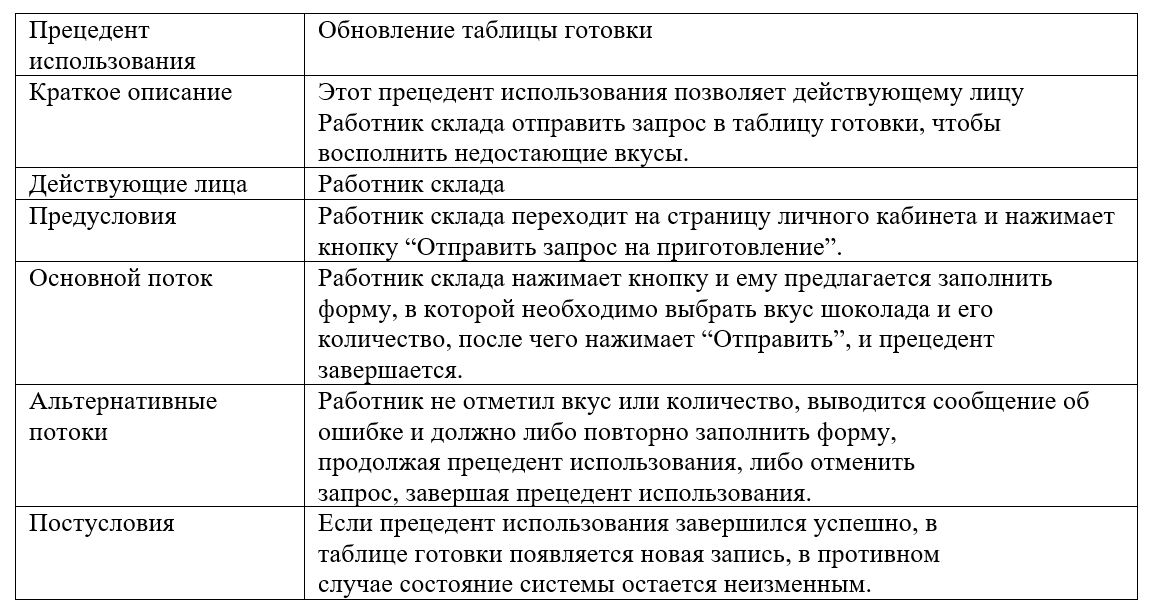 Прецедент
использования
Обновление таблицы готовки
Краткое описание
Этот прецедент использования позволяет действующему лицу
Работник склада отправить запрос в таблицу готовки, чтобы
восполнить недостающие вкусы.
Действующие лица
Работник склада
Предусловия
Работник склада переходит на страницу личного кабинета и нажимает
кнопку “Отправить запрос на приготовление”.
Основной поток
Работник склада нажимает кнопку и ему предлагается заполнить
форму, в которой необходимо выбрать вкус шоколада и его
количество, после чего нажимает “Отправить”, и прецедент
завершается.
Альтернативные
потоки
Работник не отметил вкус или количество, выводится сообщение об
ошибке и должно либо повторно заполнить форму,
продолжая прецедент использования, либо отменить
запрос, завершая прецедент использования.
Постусловия
Если прецедент использования завершился успешно, в
таблице готовки появляется новая запись, в противном
случае состояние системы остается неизменным.